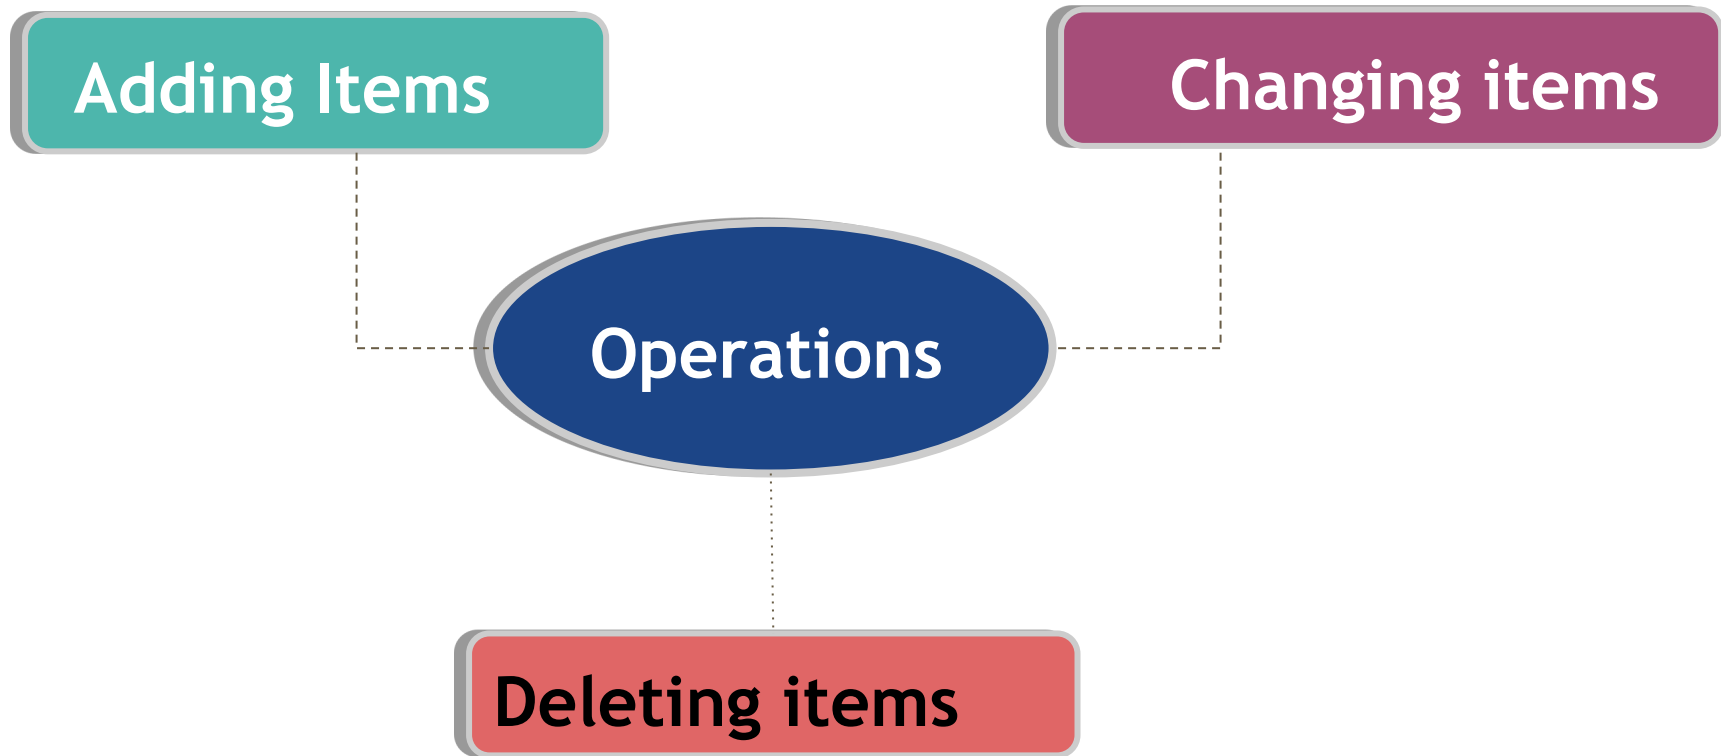 Adding Items
Changing items
Operations
Deleting items